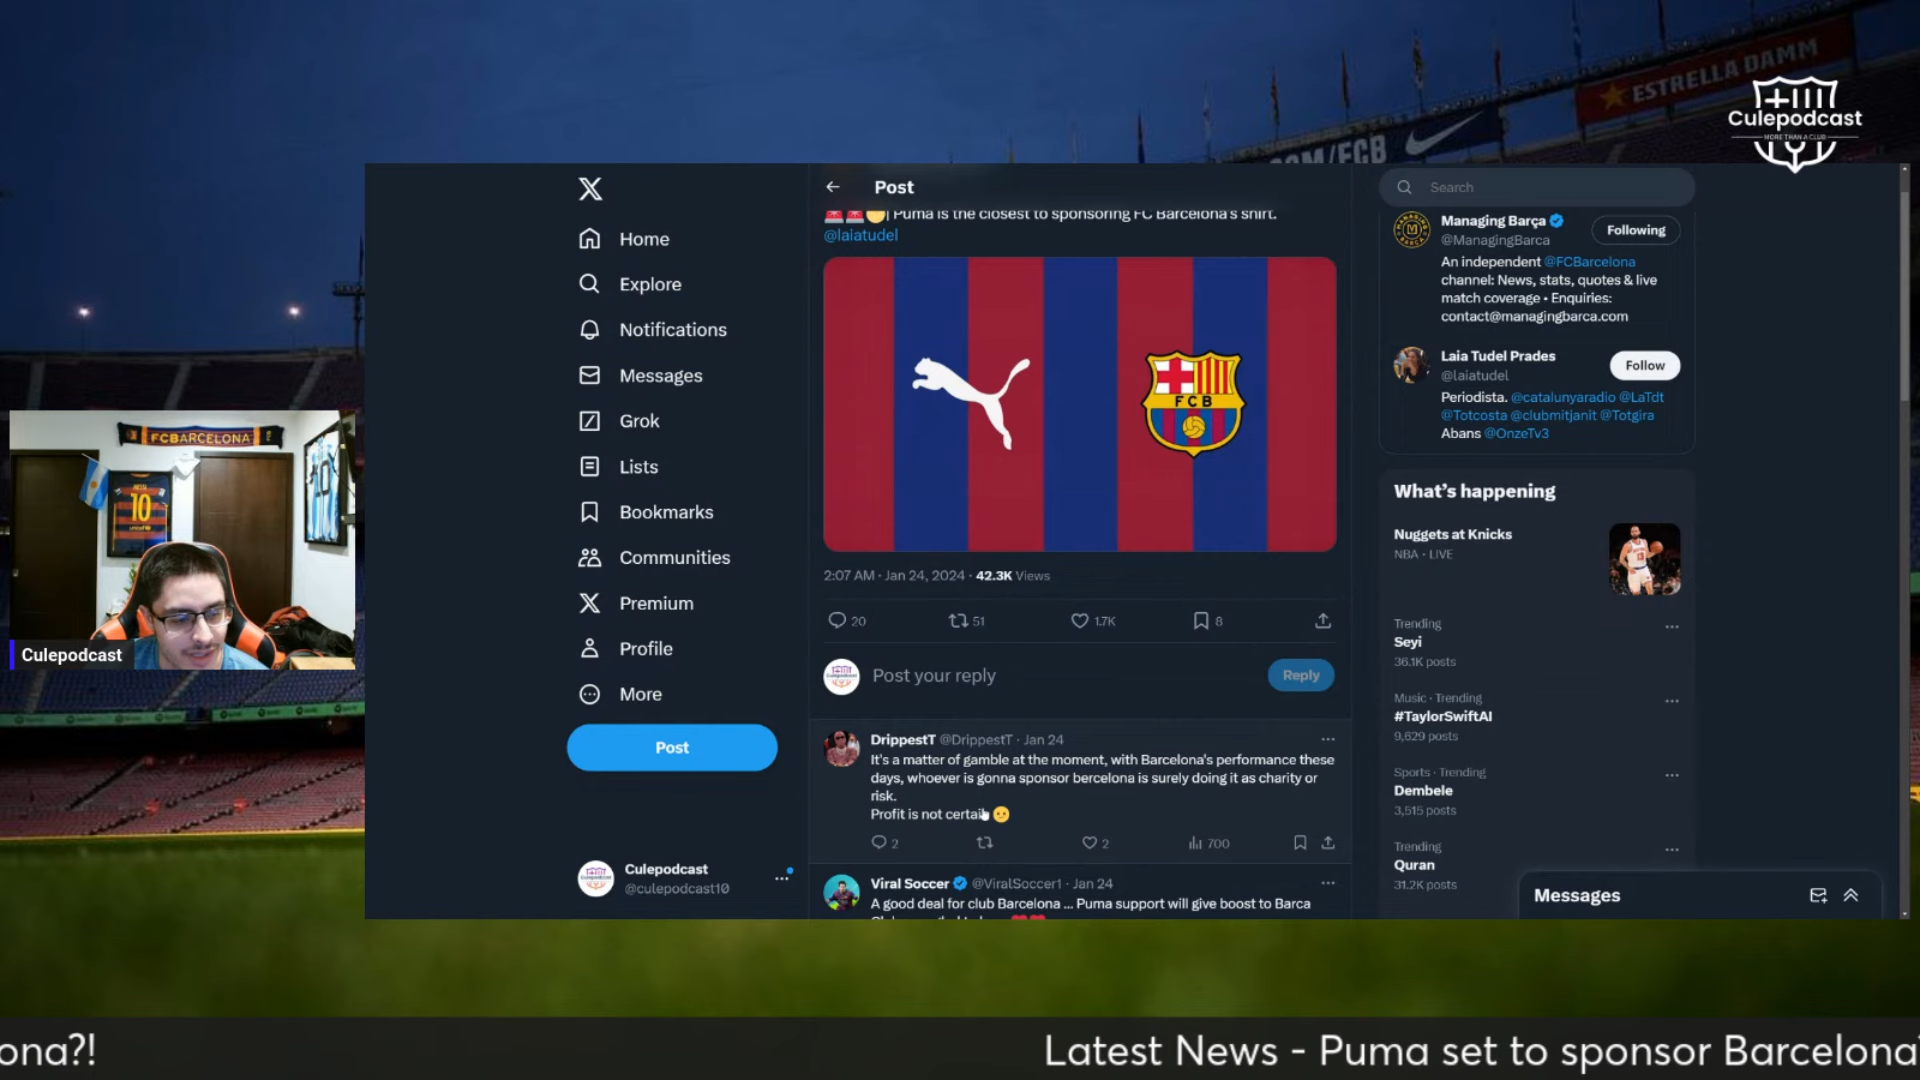 ESTRELLA DAMM
COM/FCB
Culepodcast
MORE THAN A CLUB
Post
Search
Puma is the closest to sponsoring FC Barcelona's shirt.
@laiatudel
Home
Explore
Notifications
Messages
Grok
Lists
Bookmarks
Communities
Premium
Profile
More
Post
Culepodcast
@culepodcast10
FCB
2:07 AM · Jan 24, 2024 · 42.3K Views
20
51
1.7K
8
Post your reply
Reply
DrippestT @DrippestT · Jan 24
It's a matter of gamble at the moment, with Barcelona's performance these
days, whoever is gonna sponsor bercelona is surely doing it as charity or
risk.
Profit is not certain
2
2
700
Viral Soccer @ViralSoccer1 · Jan 24
A good deal for club Barcelona ... Puma support will give boost to Barca
Managing Barça
@ManagingBarca
Following
An independent @FCBarcelona
channel: News, stats, quotes & live
match coverage • Enquiries:
contact@managingbarca.com
Laia Tudel Prades
@laiatudel
Follow
Periodista. @catalunyaradio @LaTdt
@Totcosta @clubmitjanit @Totgira
Abans @OnzeTv3
What's happening
Nuggets at Knicks
NBA · LIVE
Trending
Seyi
36.1K posts
Music · Trending
#TaylorSwiftAI
9,629 posts
Sports · Trending
Dembele
3,515 posts
Trending
Quran
31.2K posts
Messages
FCBARCELONA
MESSI
10
10
Culepodcast
ona?!
Latest News - Puma set to sponsor Barcelona